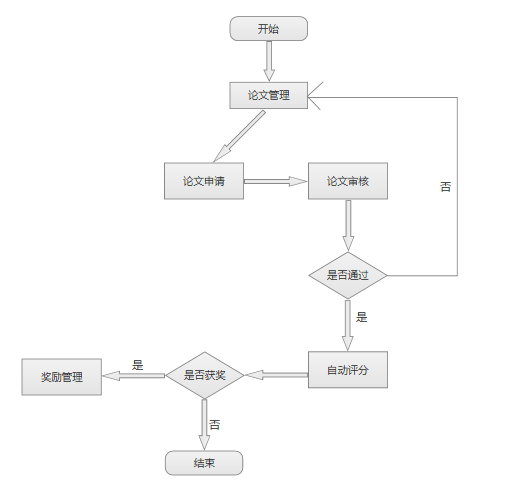 开始
论文管理
论文申请
论文审核
否
是否通过
是
自动评分
是否获奖
是
奖励管理
否
结束